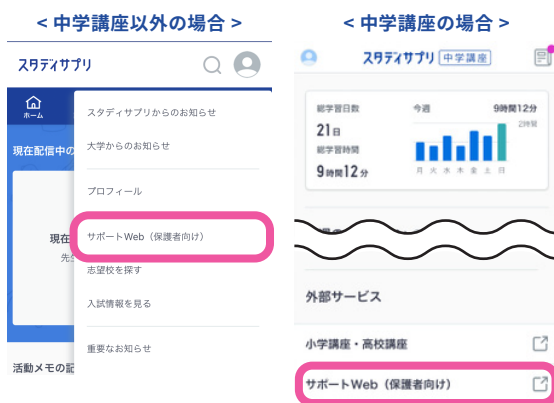 < 中学講座以外の場合 >
スタディサプリ
ホーム
現在配信中の
現在
先生
活動メモの記
スタディサプリからのお知らせ
大学からのお知らせ
プロフィール
サポートWeb（保護者向け）
志望校を探す
入試情報を見る
重要なお知らせ
< 中学講座の場合 >
スタディサプリ 中学講座
総学習日数
21日
総学習時間
9時間12分
今週 9時間12分
2時間
月 火 水 木 金 土 日
外部サービス
小学講座・高校講座
サポートWeb（保護者向け）